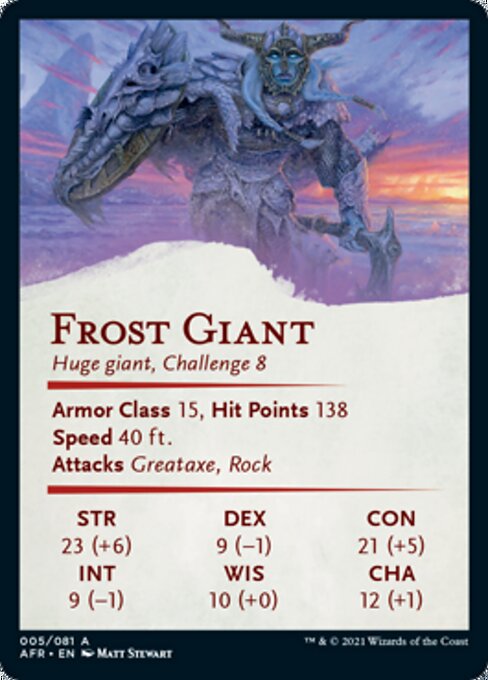 Frost Giant
Huge giant, Challenge 8
Armor Class 15, Hit Points 138
Speed 40 ft.
Attacks Greataxe, Rock
STR DEX CON
23 (+6) 9 (–1) 21 (+5)
INT WIS CHA
9 (–1) 10 (+0) 12 (+1)
005/081 A ™ & © 2021 Wizards of the Coast
AFR • EN Matt Stewart